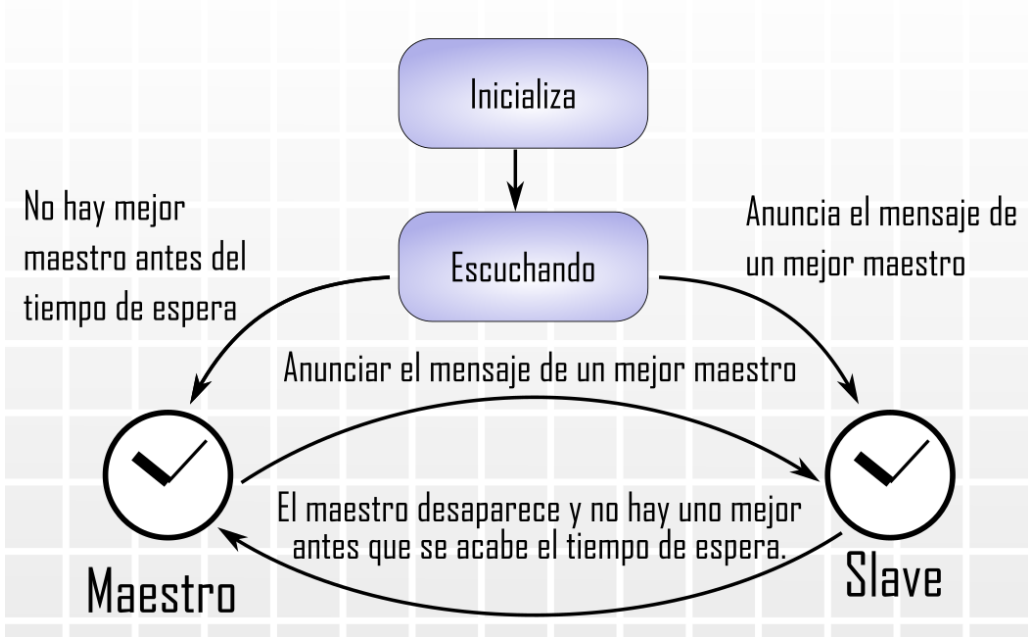 Inicializa
No hay mejor
maestro antes del
tiempo de espera
Escuchando
Anuncia el mensaje de
un mejor maestro
Anunciar el mensaje de un mejor maestro
El maestro desaparece y no hay uno mejor
antes que se acabe el tiempo de espera.
Maestro
Slave